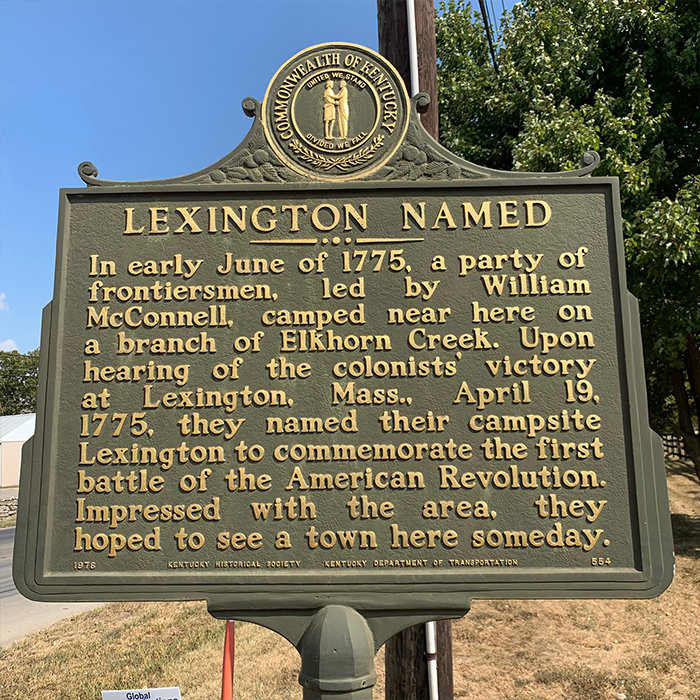 COMMONWEALTH OF KENTUCKY
UNITED WE STAND
DIVIDED WE FALL
LEXINGTON NAMED
In early June of 1775, a party of
frontiersmen, led by William
McConnell, camped near here on
a branch of Elkhorn Creek. Upon
hearing of the colonists' victory
at Lexington, Mass., April 19,
1775, they named their campsite
Lexington to commemorate the first
battle of the American Revolution.
Impressed with the area, they
hoped to see a town here someday.
1978 KENTUCKY HISTORICAL SOCIETY KENTUCKY DEPARTMENT OF TRANSPORTATION 554
Global